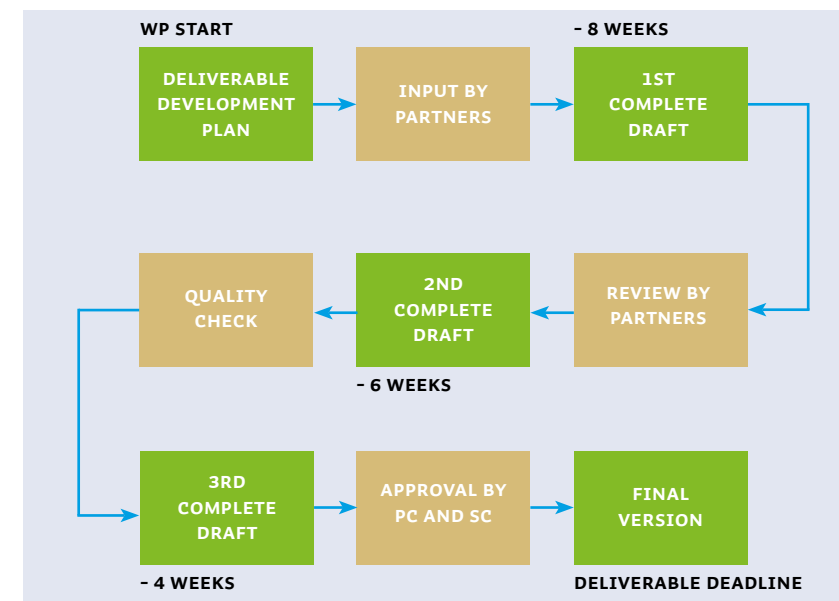 WP START
– 8 WEEKS
DELIVERABLE
DEVELOPMENT
PLAN
INPUT BY
PARTNERS
1ST
COMPLETE
DRAFT
QUALITY
CHECK
2ND
COMPLETE
DRAFT
REVIEW BY
PARTNERS
– 6 WEEKS
3RD
COMPLETE
DRAFT
APPROVAL BY
PC AND SC
FINAL
VERSION
– 4 WEEKS
DELIVERABLE DEADLINE